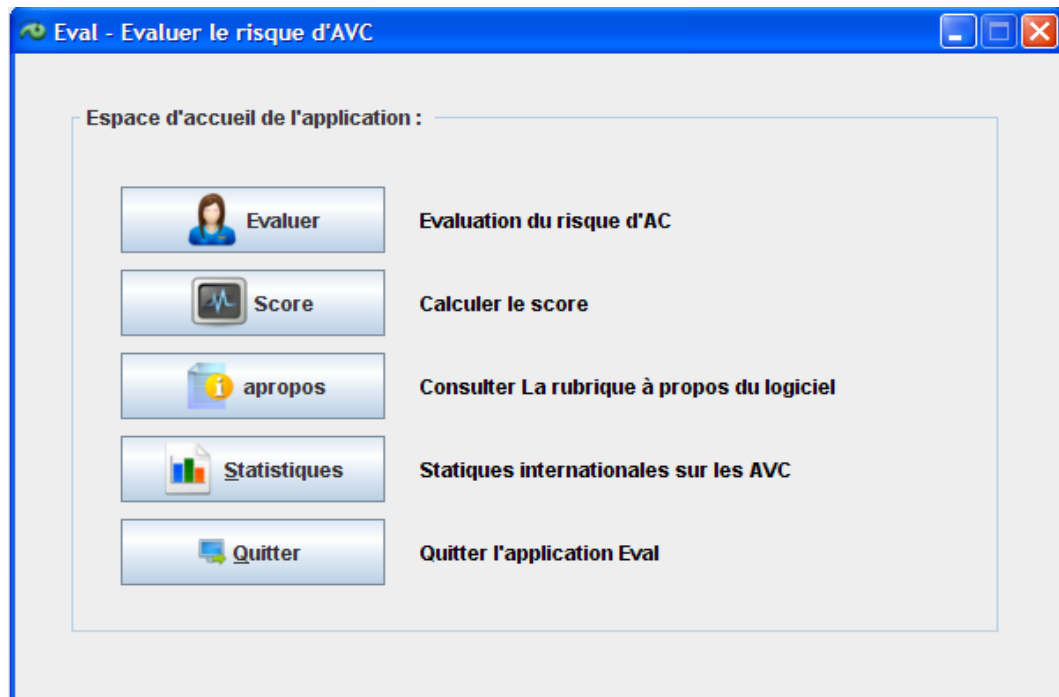 Eval - Evaluer le risque d'AVC
Espace d'accueil de l'application :
Evaluer Evaluation du risque d'AC
Score Calculer le score
apropos Consulter La rubrique à propos du logiciel
Statistiques Statiques internationales sur les AVC
Quitter Quitter l'application Eval